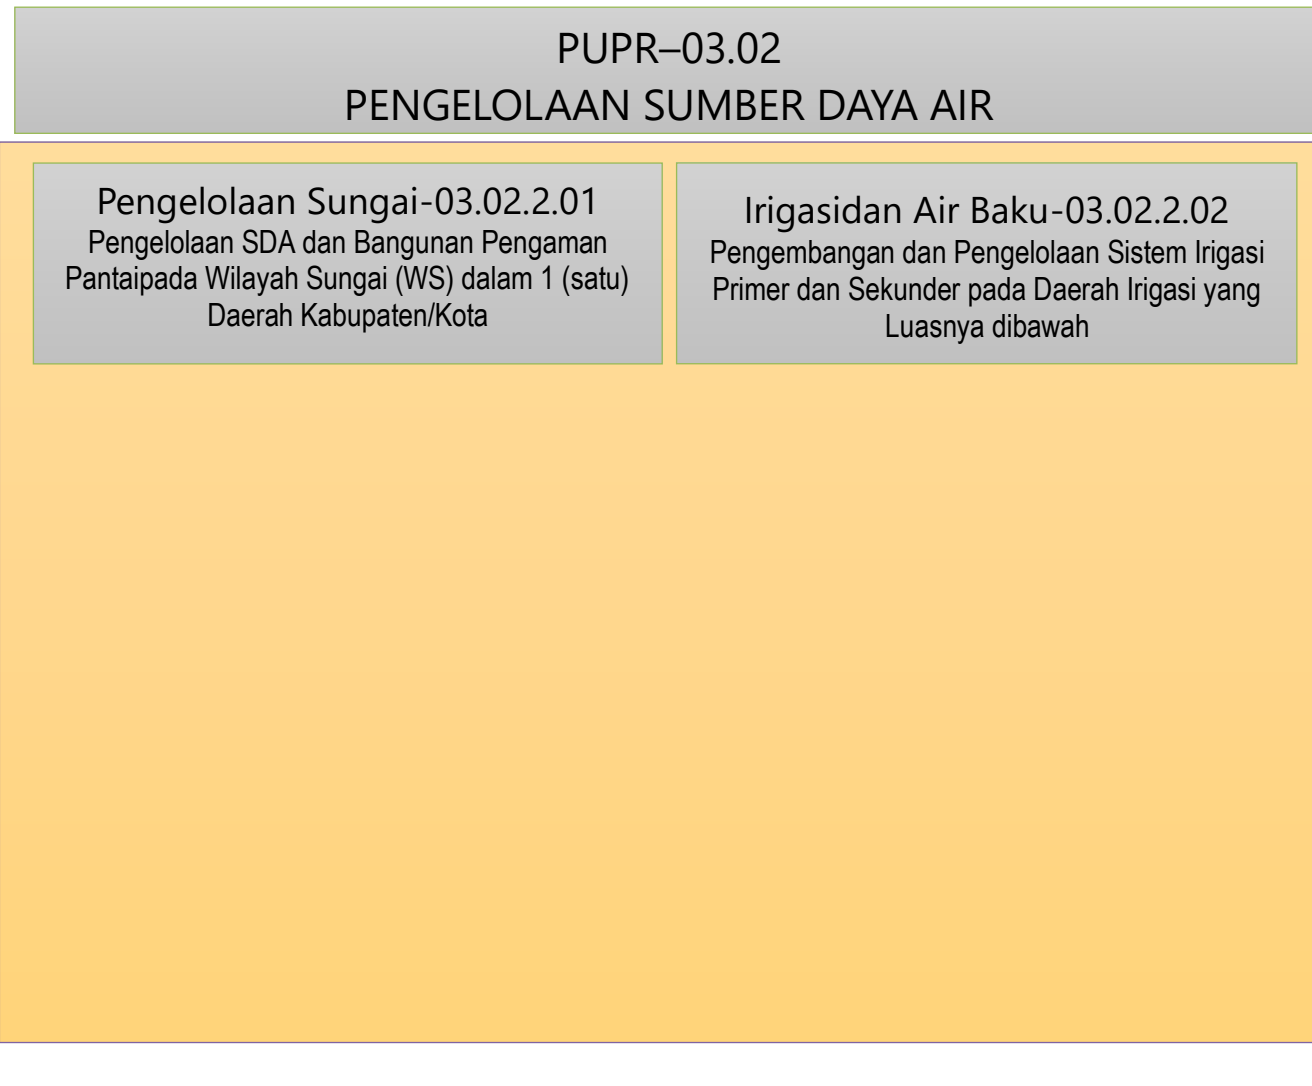 PUPR–03.02
PENGELOLAAN SUMBER DAYA AIR
Pengelolaan Sungai-03.02.2.01
Pengelolaan SDA dan Bangunan Pengaman
Pantaipada Wilayah Sungai (WS) dalam 1 (satu)
Daerah Kabupaten/Kota
Irigasidan Air Baku-03.02.2.02
Pengembangan dan Pengelolaan Sistem Irigasi
Primer dan Sekunder pada Daerah Irigasi yang
Luasnya dibawah